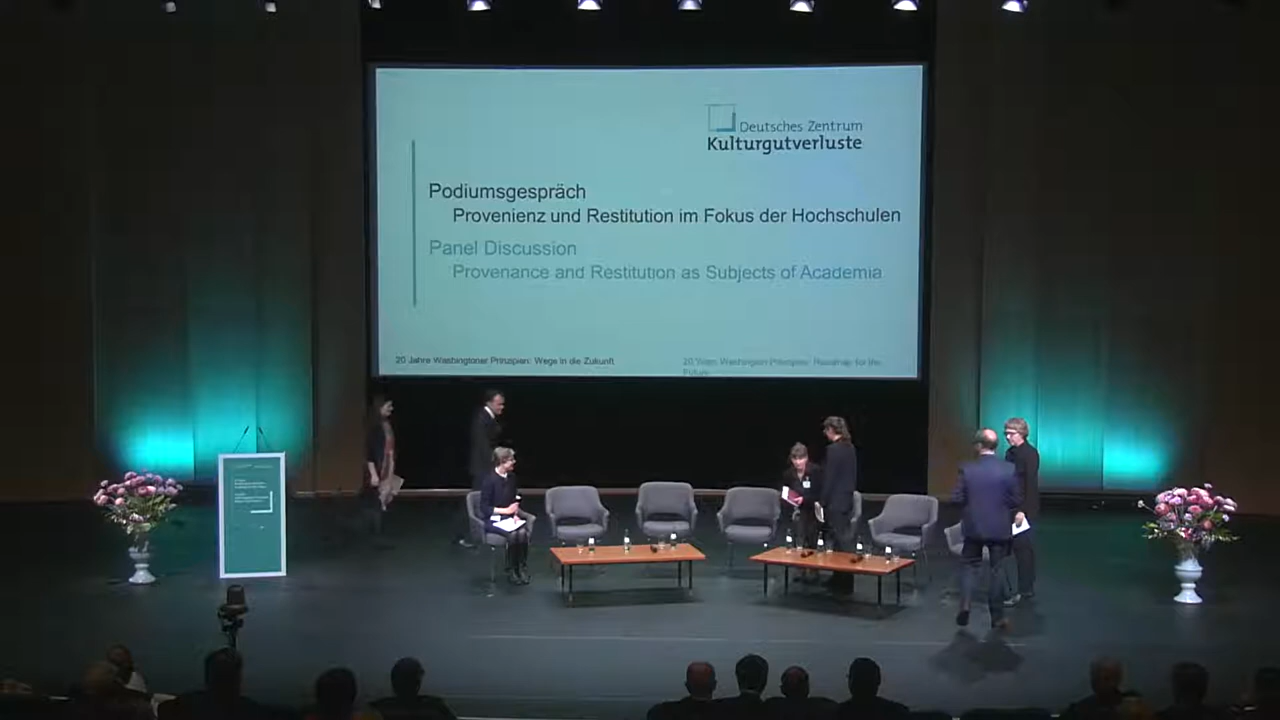 Deutsches Zentrum
Kulturgutverluste
Podiumsgespräch
Provenienz und Restitution im Fokus der Hochschulen
Panel Discussion
Provenance and Restitution as Subjects of Academia
20 Jahre Washingtoner Prinzipien: Wege in die Zukunft
20 Years Washington Principles: Roadmap for the
Future